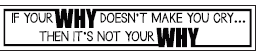 IF YOUR WHY DOESN'T MAKE YOU CRY...
THEN IT'S NOT YOUR WHY